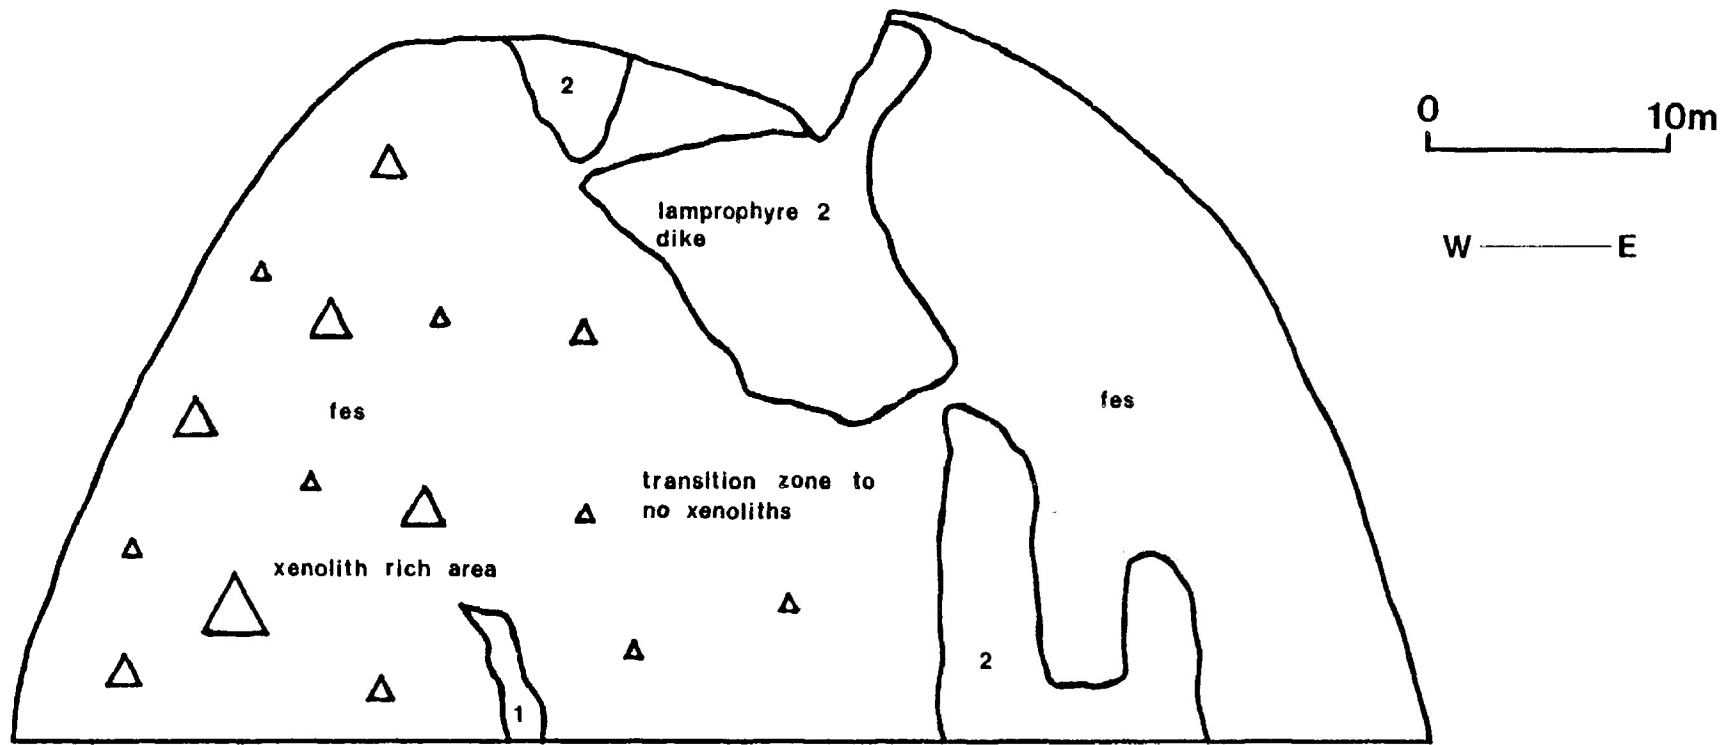 2
0 10m
lamprophyre 2
dike
W E
fes
fes
transition zone to
no xenoliths
xenolith rich area
2
1